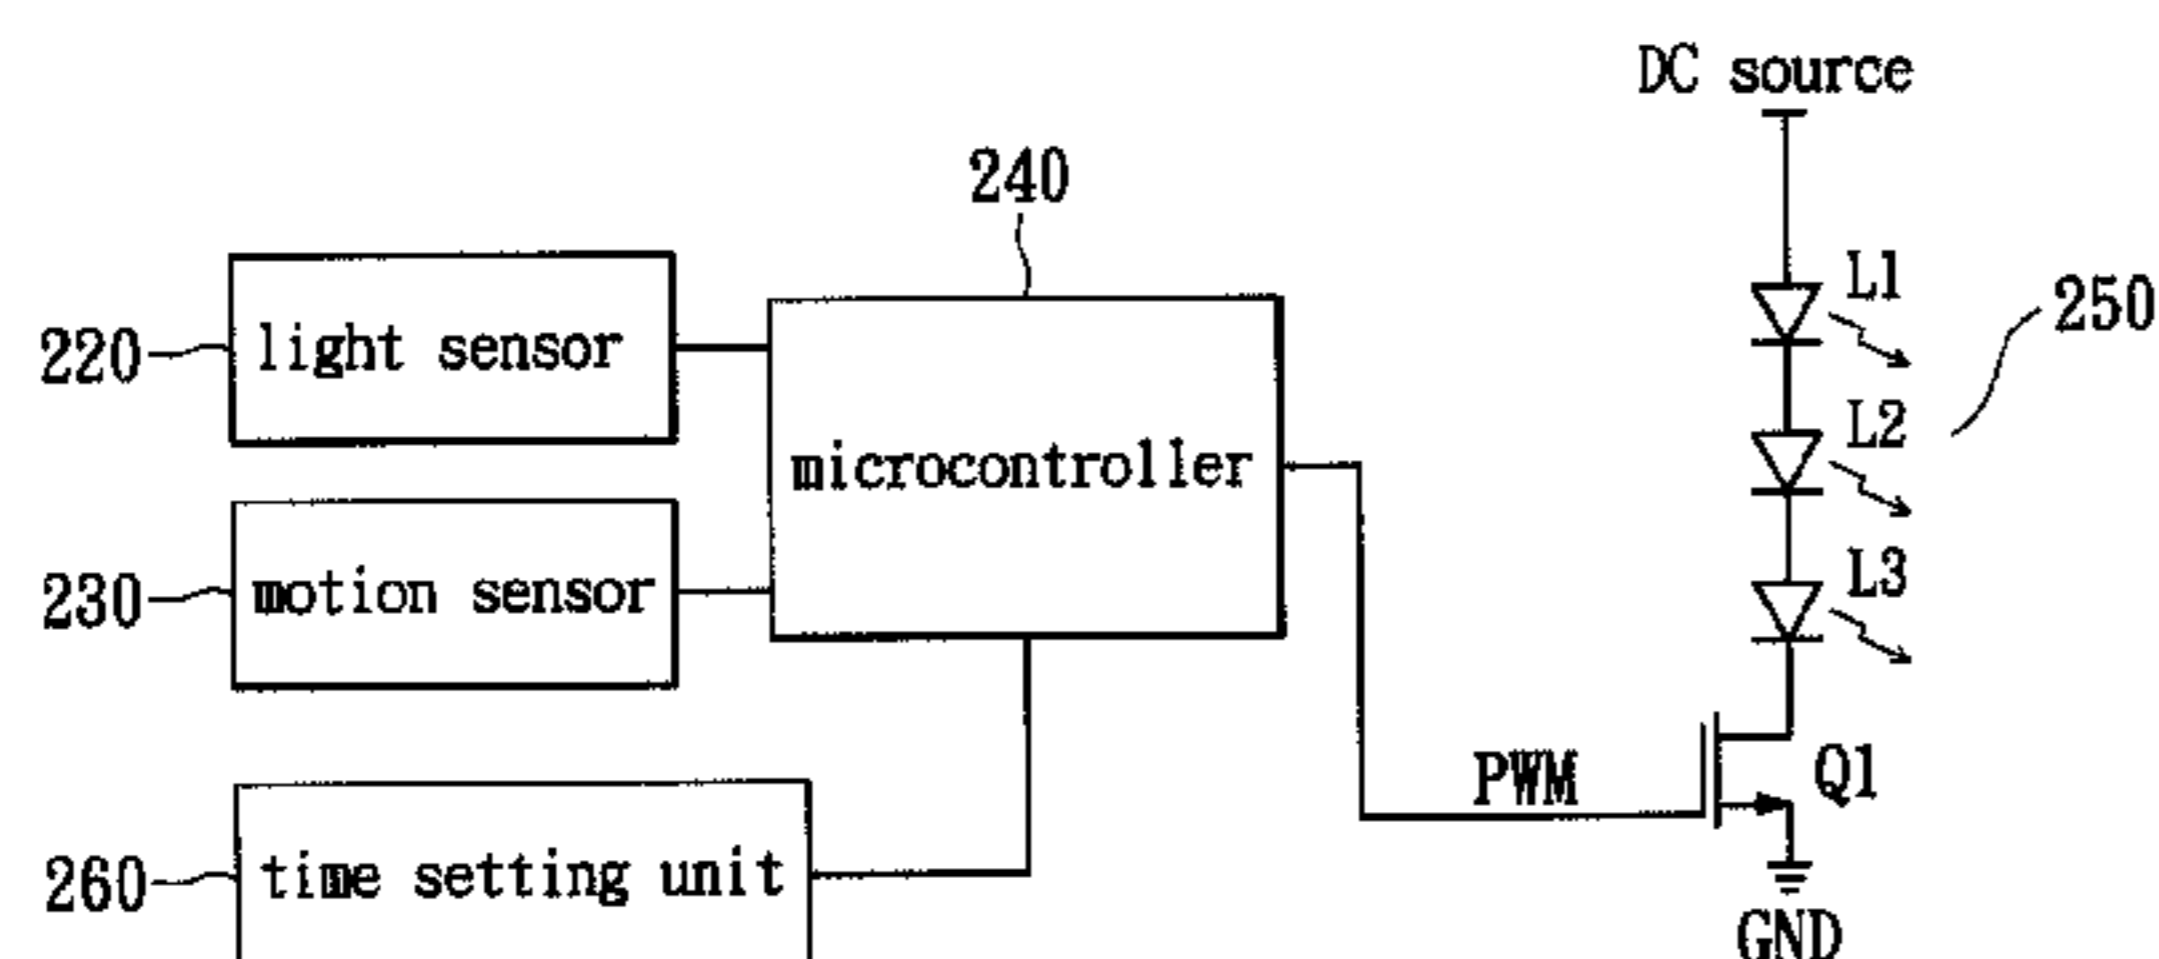 DC source
240
L1
250
220
light sensor
L2
microcontroller
230
motion sensor
L3
PWM
Q1
260
time setting unit
GND